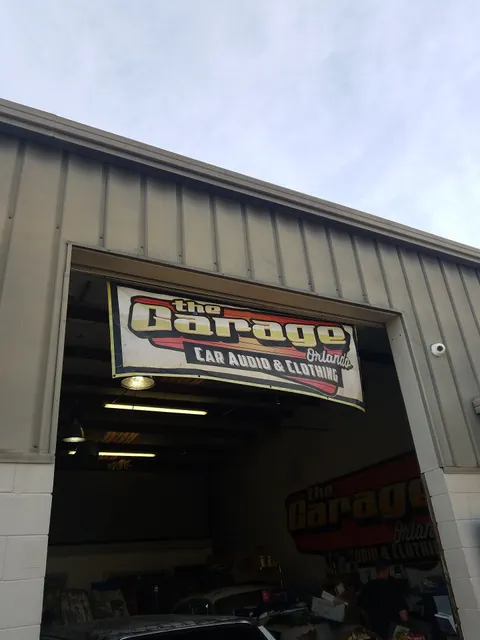 the
Garage
Orlando
CAR AUDIO & CLOTHING
the
Garage
Orlando
AUDIO & CLOTHING